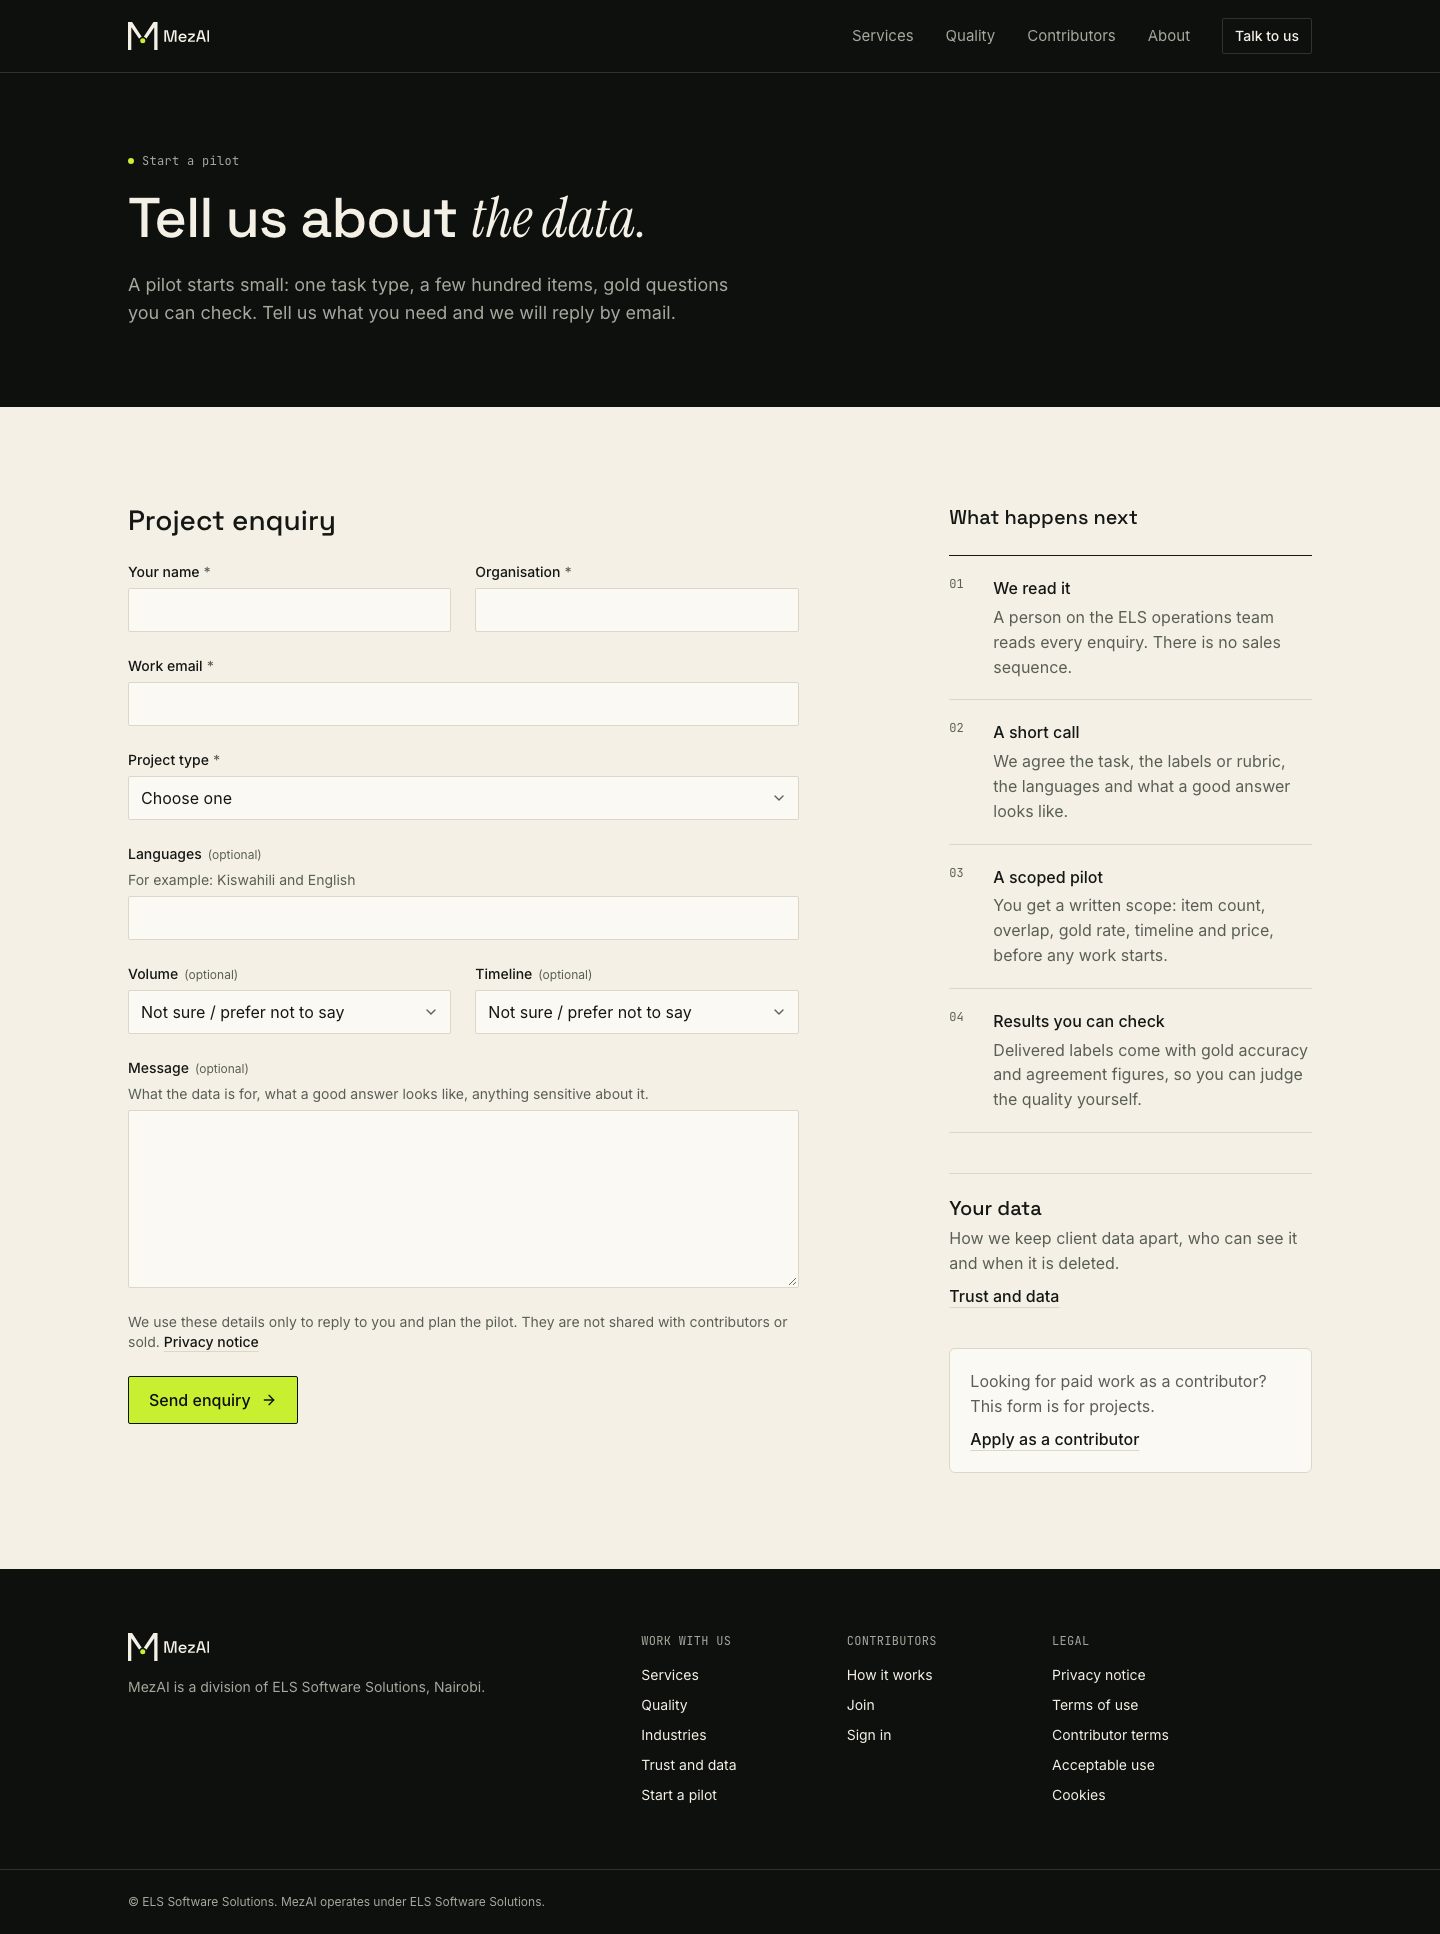 MezAI
Services
Quality
Contributors
About
Talk to us
Start a pilot
Tell us about the data.
A pilot starts small: one task type, a few hundred items, gold questions
you can check. Tell us what you need and we will reply by email.
Project enquiry
Your name *
Organisation *
Work email *
Project type *
Choose one
Languages (optional)
For example: Kiswahili and English
Volume (optional)
Not sure / prefer not to say
Timeline (optional)
Not sure / prefer not to say
Message (optional)
What the data is for, what a good answer looks like, anything sensitive about it.
We use these details only to reply to you and plan the pilot. They are not shared with contributors or
sold. Privacy notice
Send enquiry →
What happens next
01
We read it
A person on the ELS operations team
reads every enquiry. There is no sales
sequence.
02
A short call
We agree the task, the labels or rubric,
the languages and what a good answer
looks like.
03
A scoped pilot
You get a written scope: item count,
overlap, gold rate, timeline and price,
before any work starts.
04
Results you can check
Delivered labels come with gold accuracy
and agreement figures, so you can judge
the quality yourself.
Your data
How we keep client data apart, who can see it
and when it is deleted.
Trust and data
Looking for paid work as a contributor?
This form is for projects.
Apply as a contributor
MezAI
MezAI is a division of ELS Software Solutions, Nairobi.
WORK WITH US
Services
Quality
Industries
Trust and data
Start a pilot
CONTRIBUTORS
How it works
Join
Sign in
LEGAL
Privacy notice
Terms of use
Contributor terms
Acceptable use
Cookies
© ELS Software Solutions. MezAI operates under ELS Software Solutions.